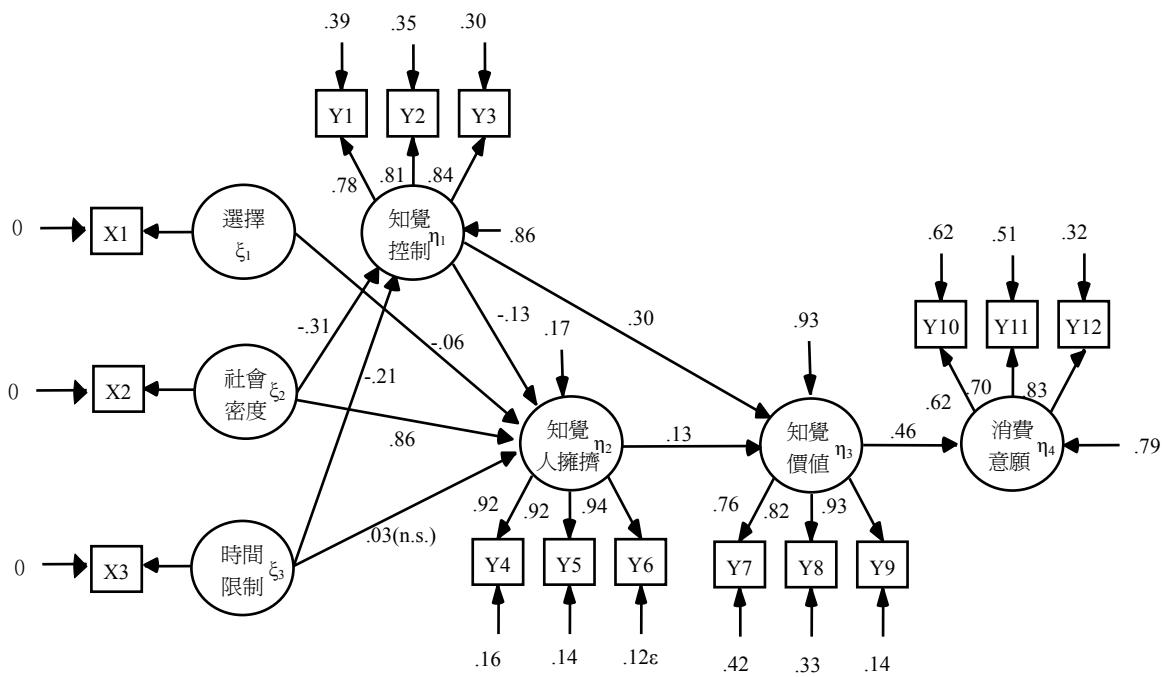 .39
.35
.30
Y1
Y2
Y3
.78
.81
.84
0
X1
選擇
ξ₁
知覺
控制
η₁
.86
.62
.51
.32
Y10
Y11
Y12
-.31
-.13
-.06
.17
.30
.93
-.21
0
X2
社會
密度
ξ₂
.86
知覺
人擁擠
η₂
.13
知覺
價值
η₃
.46
.62
.70
.83
消費
意願
η₄
.79
.92
.92
.94
.76
.82
.93
.03(n.s.)
0
X3
時間
限制
ξ₃
Y4
Y5
Y6
Y7
Y8
Y9
.16
.14
.12ε
.42
.33
.14